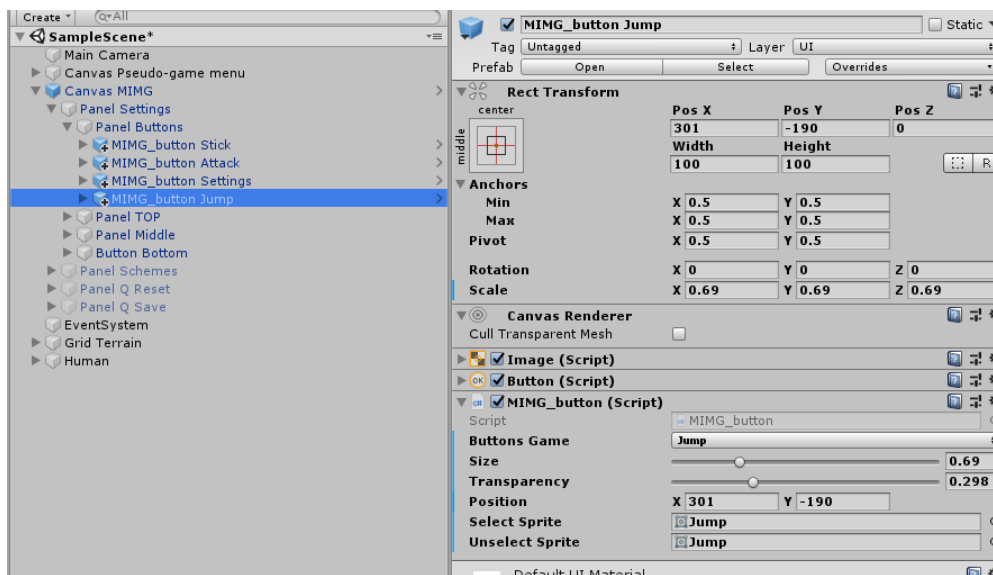 Create
All
SampleScene*
Main Camera
Canvas Pseudo-game menu
Canvas MIMG
Panel Settings
Panel Buttons
MIMG_button Stick
MIMG_button Attack
MIMG_button Settings
MIMG_button Jump
Panel TOP
Panel Middle
Button Bottom
Panel Schemes
Panel Q Reset
Panel Q Save
EventSystem
Grid Terrain
Human
MIMG_button Jump Static
Tag Untagged Layer UI
Prefab Open Select Overrides
Rect Transform
center Pos X Pos Y Pos Z
middle
301 -190 0
Width Height
100 100 R
Anchors
Min X 0.5 Y 0.5
Max X 0.5 Y 0.5
Pivot X 0.5 Y 0.5
Rotation X 0 Y 0 Z 0
Scale X 0.69 Y 0.69 Z 0.69
Canvas Renderer
Cull Transparent Mesh
Image (Script)
OK Button (Script)
C# MIMG_button (Script)
Script MIMG_button
Buttons Game Jump
Size 0.69
Transparency 0.298
Position X 301 Y -190
Select Sprite Jump
Unselect Sprite Jump
Default UI Material